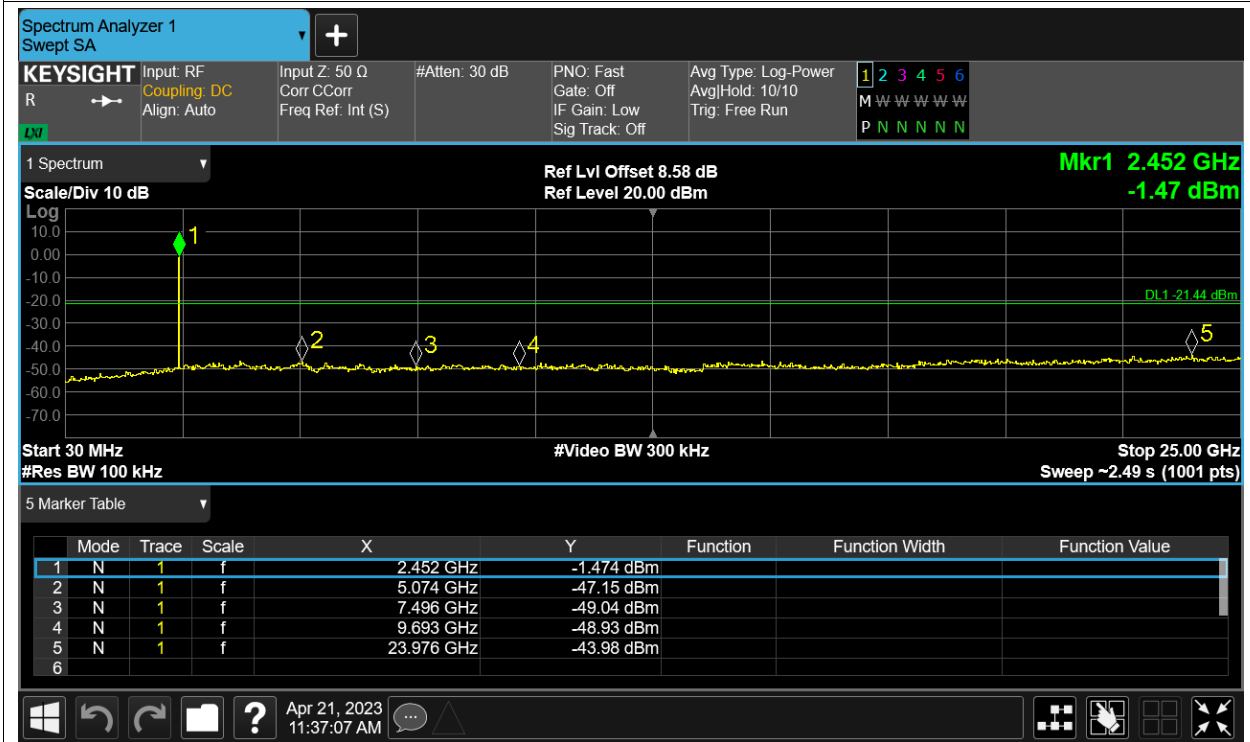 Spectrum Analyzer 1
Swept SA
KEYSIGHT
R
LXI
Input: RF
Coupling: DC
Align: Auto
Input Z: 50 Ω
Corr CCorr
Freq Ref: Int (S)
#Atten: 30 dB
PNO: Fast
Gate: Off
IF Gain: Low
Sig Track: Off
Avg Type: Log-Power
Avg|Hold: 10/10
Trig: Free Run
1 2 3 4 5 6
M W W W W W
P N N N N N
1 Spectrum
Scale/Div 10 dB
Ref Lvl Offset 8.58 dB
Ref Level 20.00 dBm
Mkr1 2.452 GHz
-1.47 dBm
Log
10.0
0.00
-10.0
-20.0
-30.0
-40.0
-50.0
-60.0
-70.0
1
2
3
4
5
DL1 -21.44 dBm
Start 30 MHz
#Video BW 300 kHz
Stop 25.00 GHz
#Res BW 100 kHz
Sweep ~2.49 s (1001 pts)
5 Marker Table
Mode Trace Scale X Y Function Function Width Function Value
1 N 1 f 2.452 GHz -1.474 dBm
2 N 1 f 5.074 GHz -47.15 dBm
3 N 1 f 7.496 GHz -49.04 dBm
4 N 1 f 9.693 GHz -48.93 dBm
5 N 1 f 23.976 GHz -43.98 dBm
6
?
Apr 21, 2023
11:37:07 AM